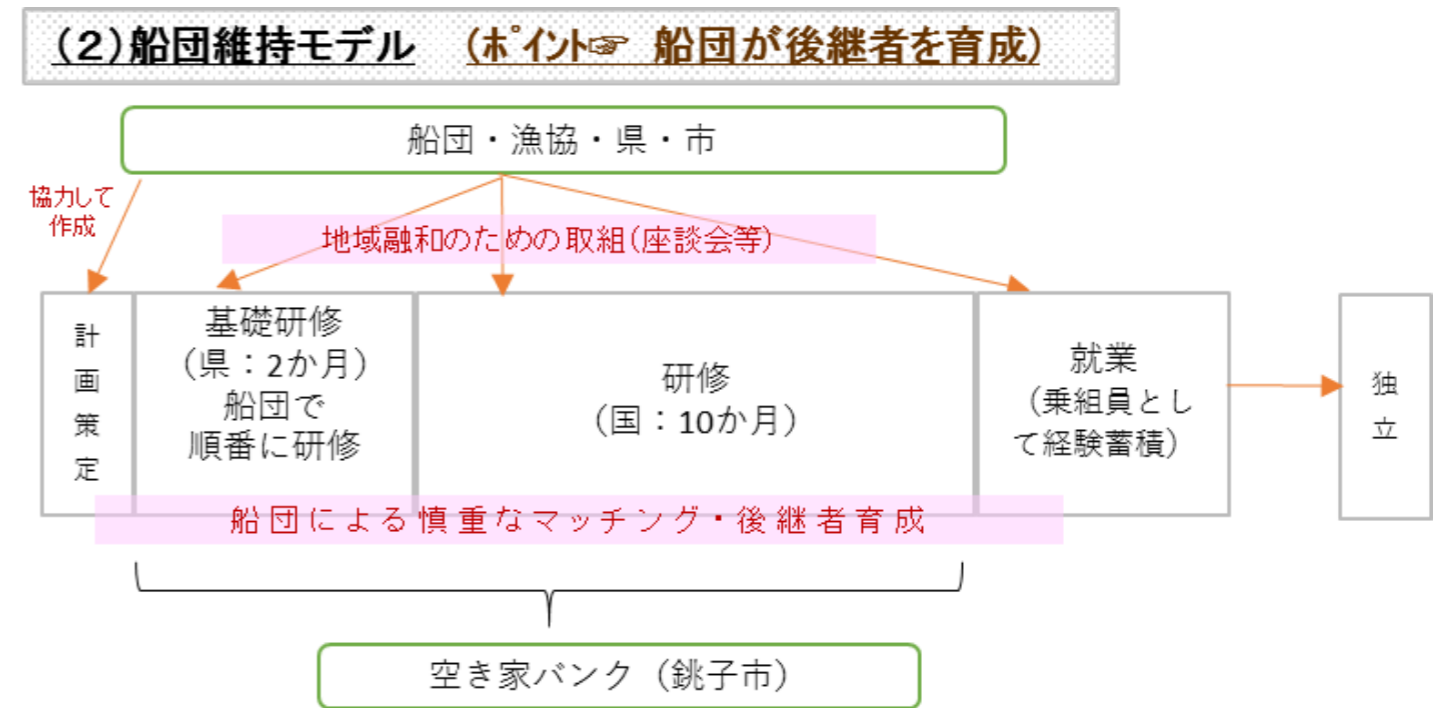 (2)船団維持モデル (ﾎﾟｲﾝﾄ☞ 船団が後継者を育成)
船団・漁協・県・市
協力して
作成
地域融和のための取組(座談会等)
計
画
策
定
基礎研修
(県:2か月)
船団で
順番に研修
研修
(国:10か月)
就業
(乗組員とし
て経験蓄積)
独
立
船団による慎重なマッチング・後継者育成
空き家バンク(銚子市)